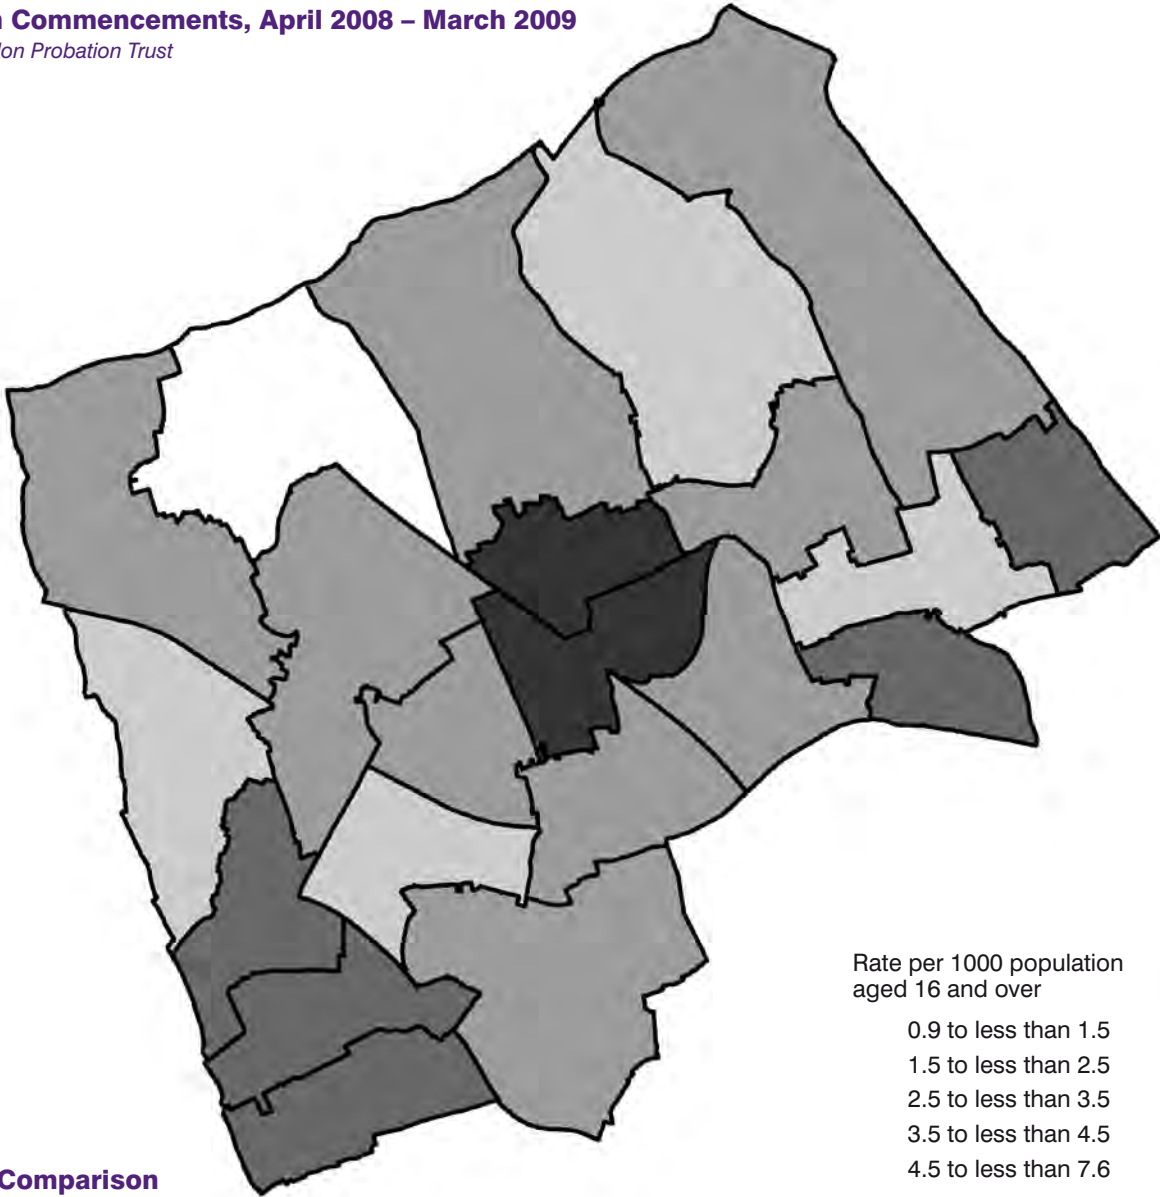 Commencements, April 2008 – March 2009
Probation Trust
Rate per 1000 population
aged 16 and over
0.9 to less than 1.5
1.5 to less than 2.5
2.5 to less than 3.5
3.5 to less than 4.5
4.5 to less than 7.6
Comparison